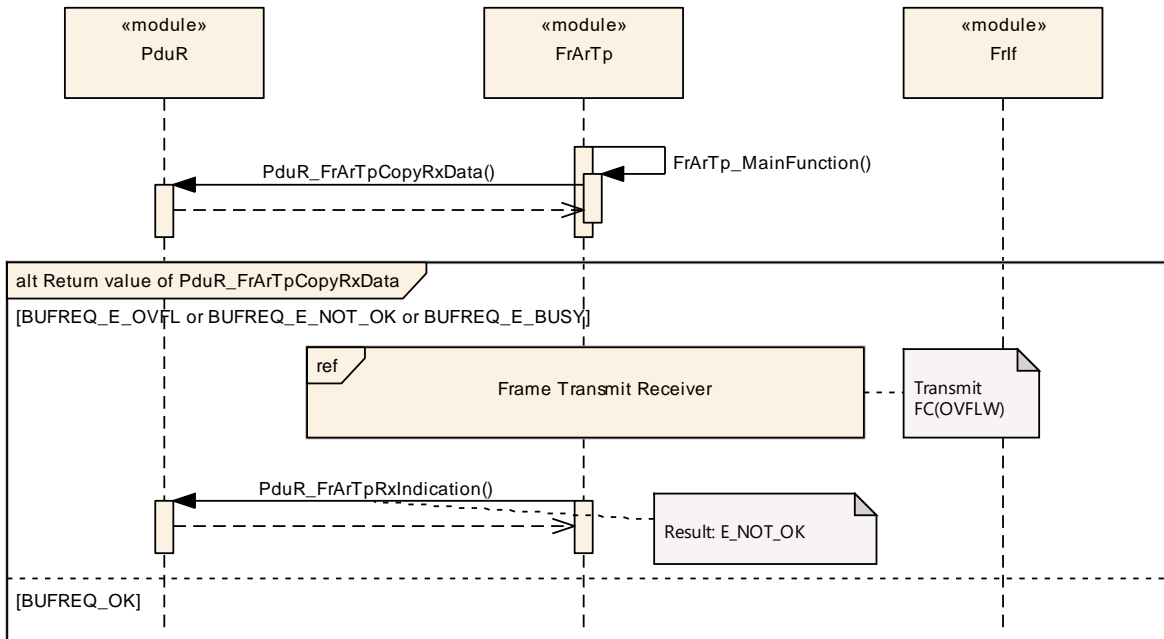 «module»
PduR
«module»
FrArTp
«module»
FrIf
FrArTp_MainFunction()
PduR_FrArTpCopyRxData()
alt Return value of PduR_FrArTpCopyRxData
[BUFREQ_E_OVFL or BUFREQ_E_NOT_OK or BUFREQ_E_BUSY]
ref
Frame Transmit Receiver
Transmit
FC(OVFLW)
PduR_FrArTpRxIndication()
Result: E_NOT_OK
[BUFREQ_OK]